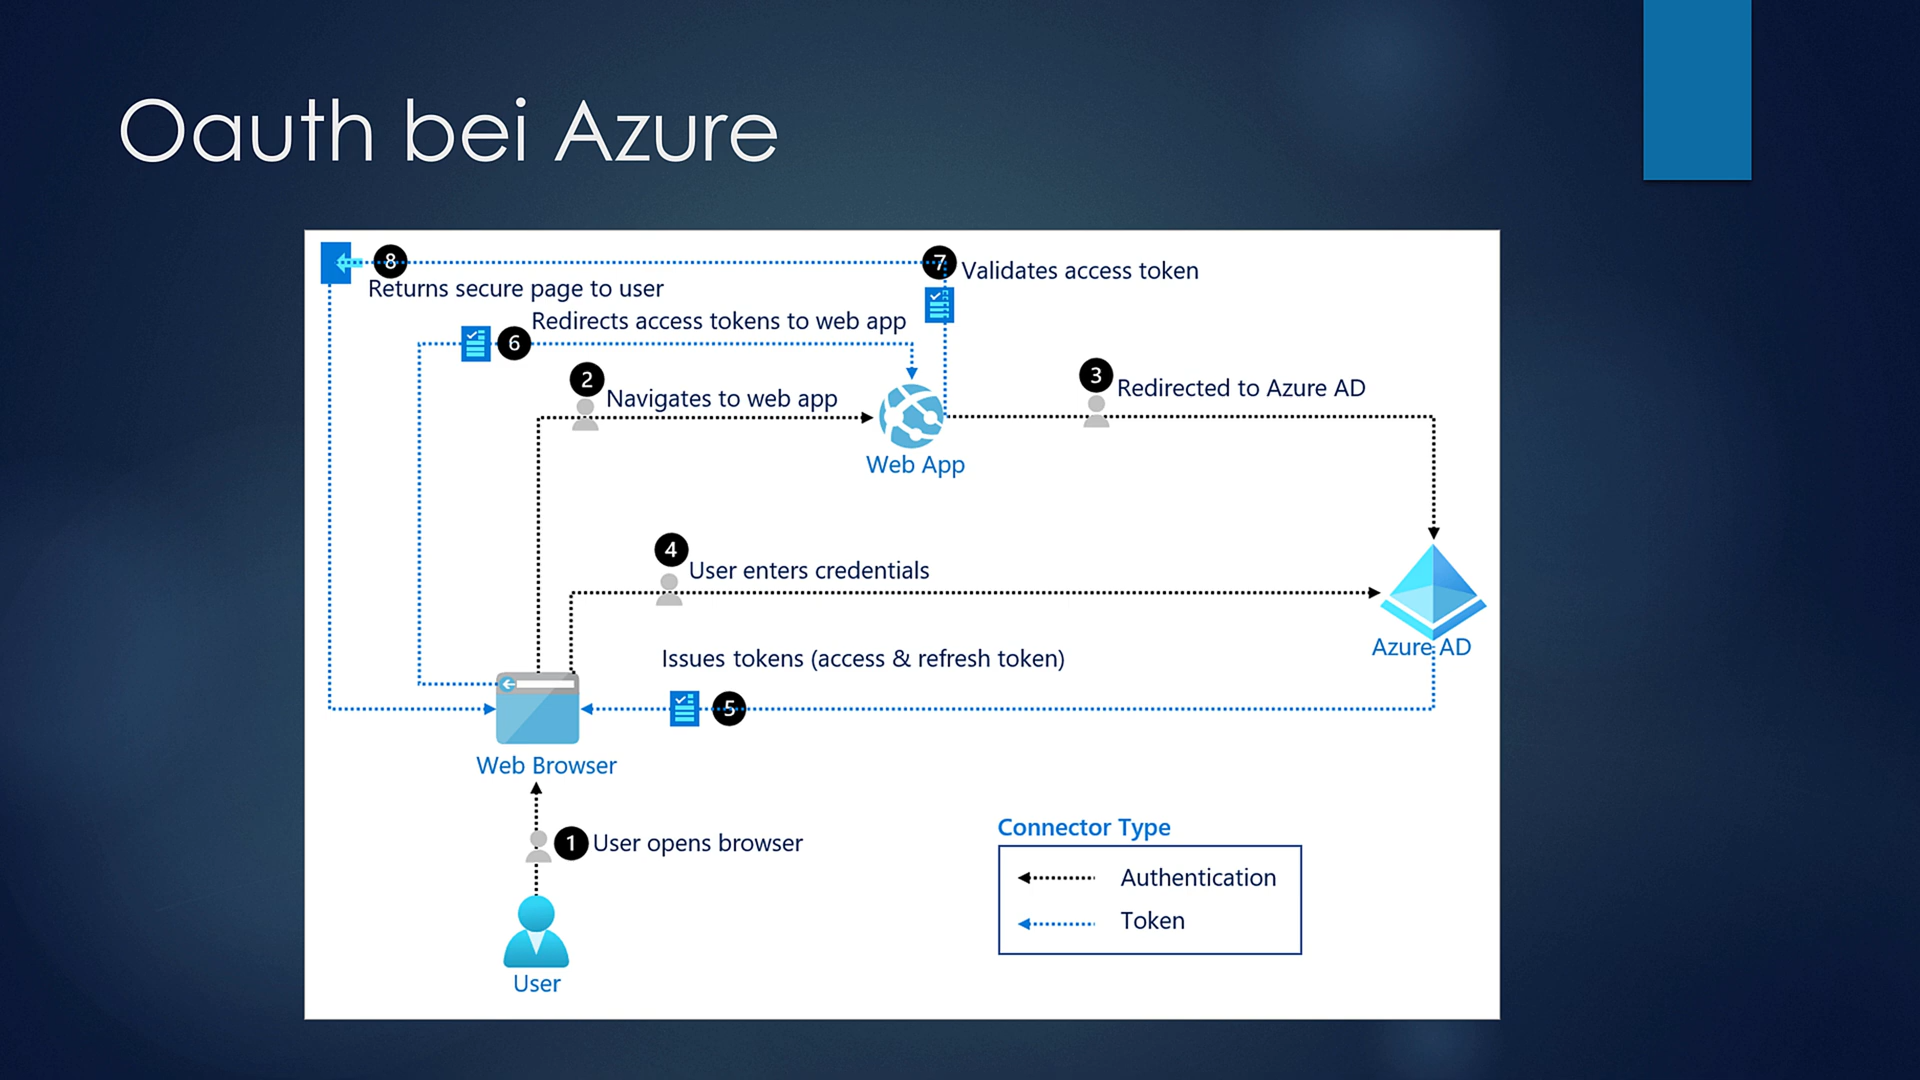 Oauth bei Azure
8
Returns secure page to user
7
Validates access token
Redirects access tokens to web app
6
2
Navigates to web app
3
Redirected to Azure AD
Web App
4
User enters credentials
Azure AD
Issues tokens (access & refresh token)
5
Web Browser
1
User opens browser
User
Connector Type
Authentication
Token